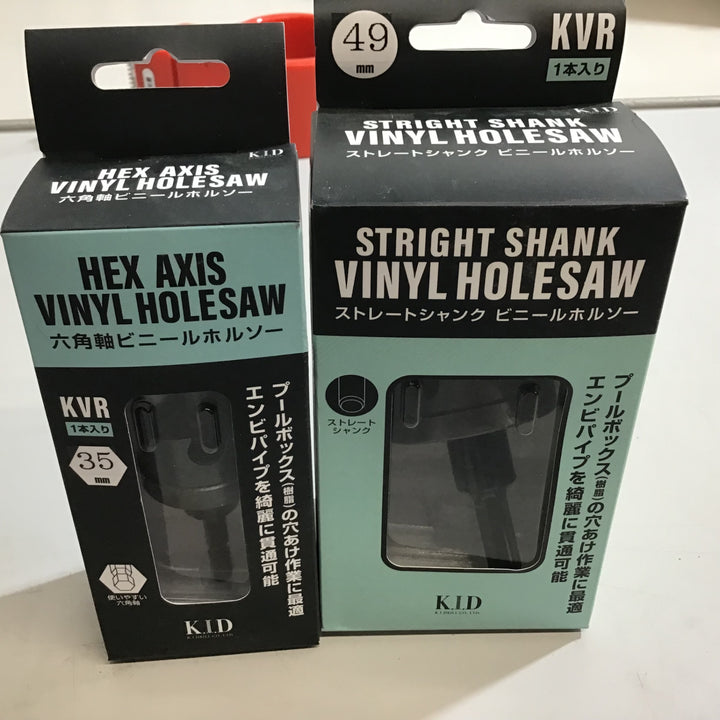 K.I.D
HEX AXIS
VINYL HOLESAW
六角軸ビニールホルソー
HEX AXIS
VINYL HOLESAW
六角軸ビニールホルソー
KVR
1本入り
35
mm
使いやすい
六角軸
プールボックス(樹脂)の穴あけ作業に最適
エンビパイプを綺麗に貫通可能
K.I.D
49
mm
KVR
1本入り
K.I.D
STRIGHT SHANK
VINYL HOLESAW
ストレートシャンク ビニールホルソー
STRIGHT SHANK
VINYL HOLESAW
ストレートシャンク ビニールホルソー
ストレート
シャンク
プールボックス(樹脂)の穴あけ作業に最適
エンビパイプを綺麗に貫通可能
K.I.D